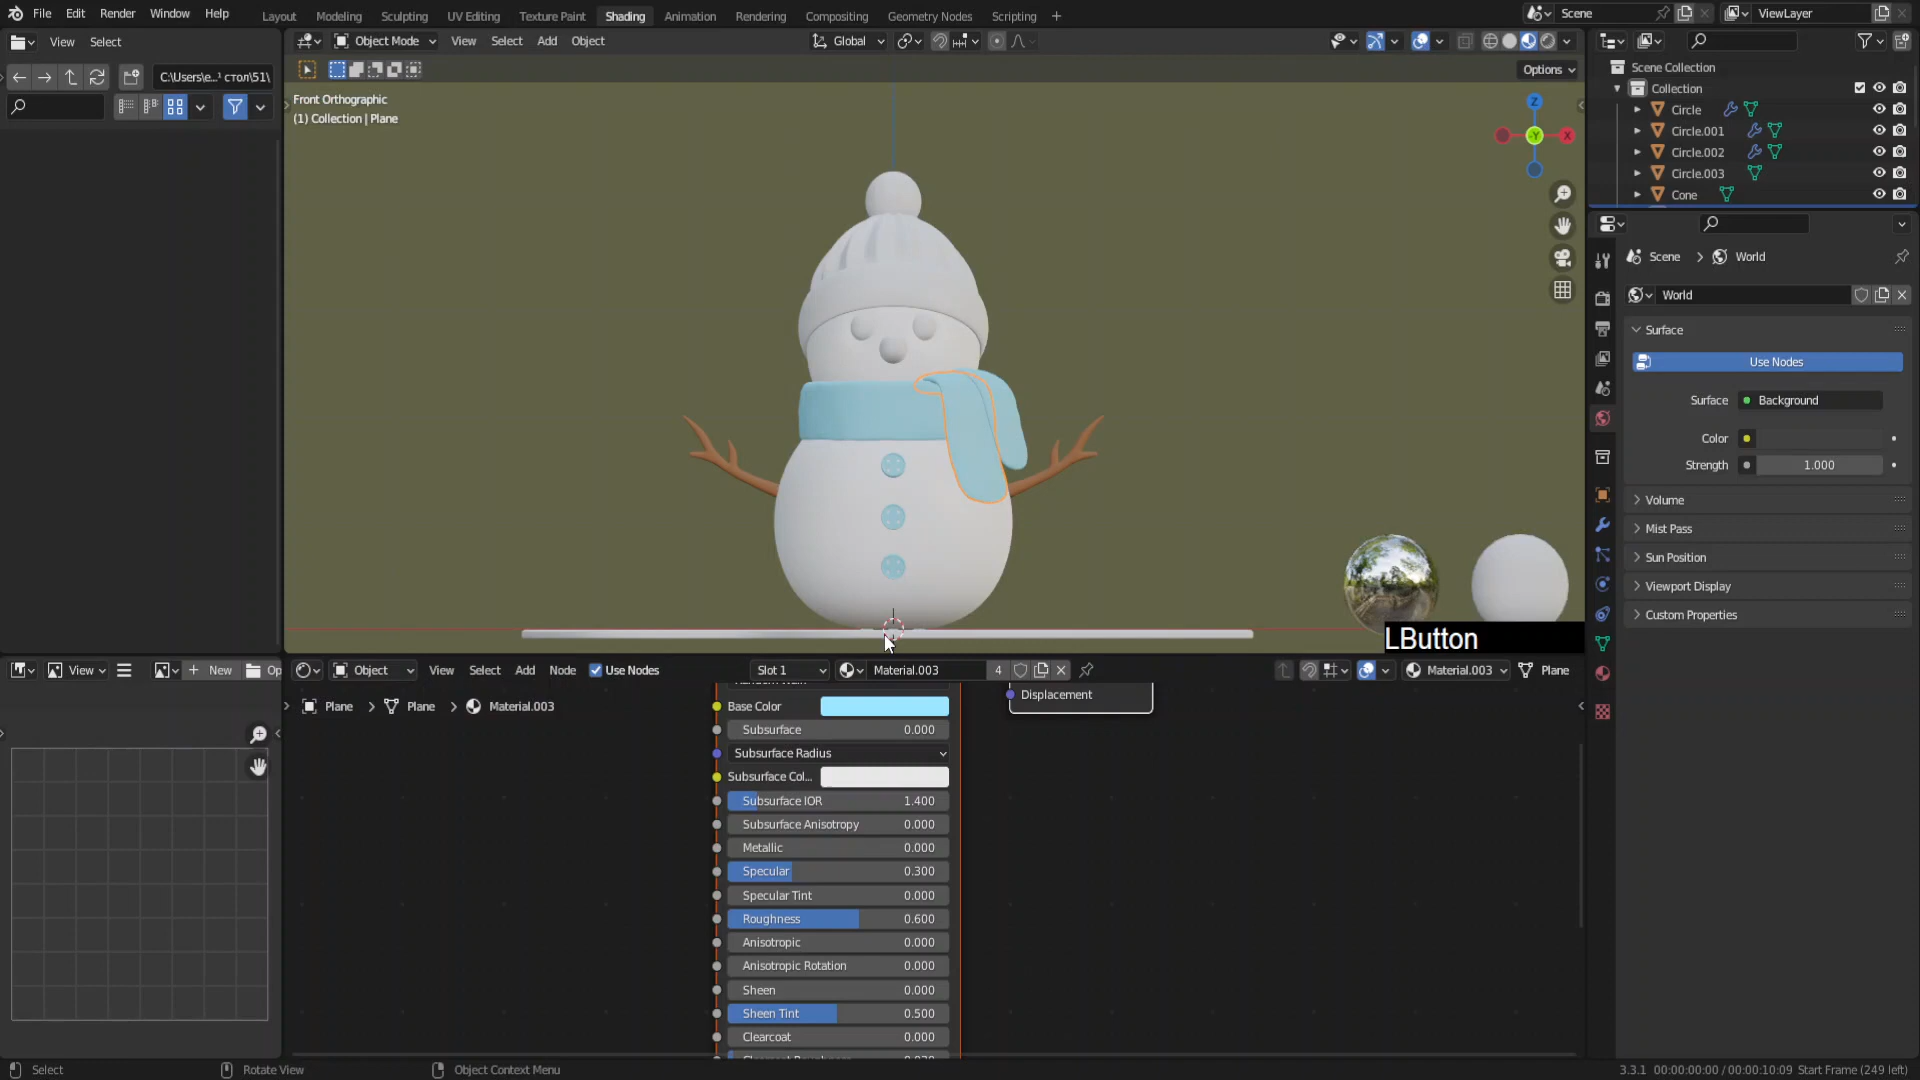 File Edit Render Window Help Layout Modeling Sculpting UV Editing Texture Paint Shading Animation Rendering Compositing Geometry Nodes Scripting Scene ViewLayer
View Select Object Mode View Select Add Object Global
C:\Users\e...¹ стол\51\ Options
Front Orthographic
(1) Collection | Plane
Z
Y
X
Scene Collection
Collection
Circle
Circle.001
Circle.002
Circle.003
Cone
Scene World
World
Surface
Use Nodes
Surface Background
Color
Strength 1.000
Volume
Mist Pass
Sun Position
Viewport Display
Custom Properties
LButton
View New Op Object View Select Add Node Use Nodes Slot 1 Material.003 4 Material.003 Plane
Plane Plane Material.003
Displacement
Base Color
Subsurface 0.000
Subsurface Radius
Subsurface Col...
Subsurface IOR 1.400
Subsurface Anisotropy 0.000
Metallic 0.000
Specular 0.300
Specular Tint 0.000
Roughness 0.600
Anisotropic 0.000
Anisotropic Rotation 0.000
Sheen 0.000
Sheen Tint 0.500
Clearcoat 0.000
Select Rotate View Object Context Menu 3.3.1 00:00:00:00 / 00:00:10:09 Start Frame (249 left)